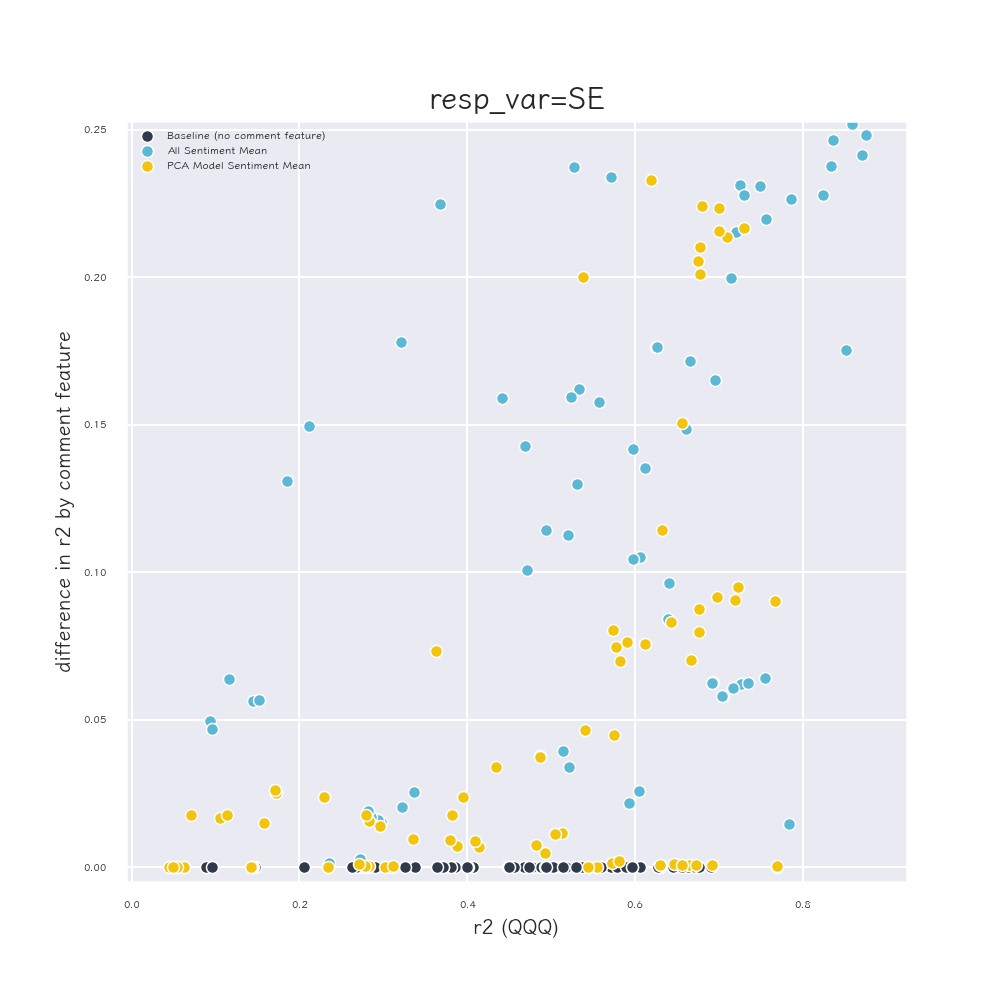 resp_var=SE
Baseline (no comment feature)
All Sentiment Mean
PCA Model Sentiment Mean
difference in r2 by comment feature
0.25
0.20
0.15
0.10
0.05
0.00
0.0 0.2 0.4 0.6 0.8
r2 (QQQ)